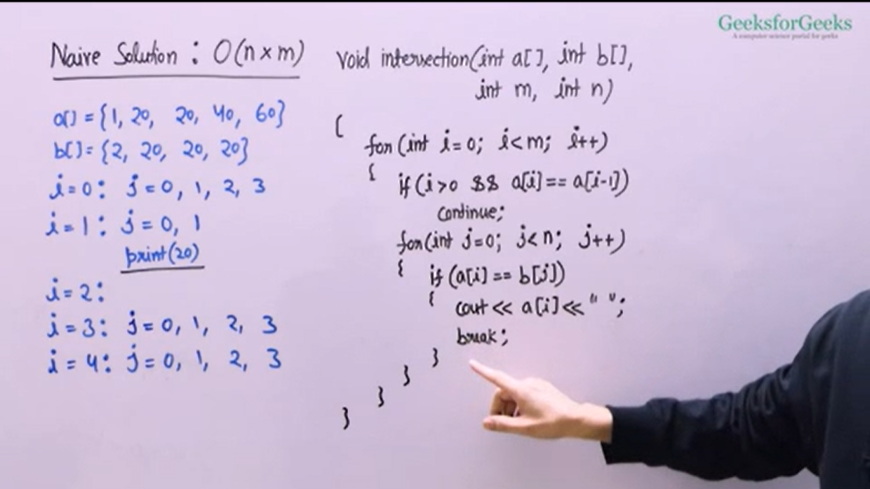 GeeksforGeeks
A computer science portal for geeks
Naive Solution : O(n×m)
a[] = {1, 20, 20, 40, 60}
b[] = {2, 20, 20, 20}
i=0: j=0, 1, 2, 3
i=1: j=0, 1
print(20)
i=2:
i=3: j=0, 1, 2, 3
i=4: j=0, 1, 2, 3
void intersection(int a[], int b[],
int m, int n)
{
for(int i=0; i<m; i++)
{ if(i>0 && a[i]==a[i-1])
continue;
for(int j=0; j<n; j++)
{ if(a[i]==b[j])
{ cout << a[i]<<" ";
break;
}
}
}
}